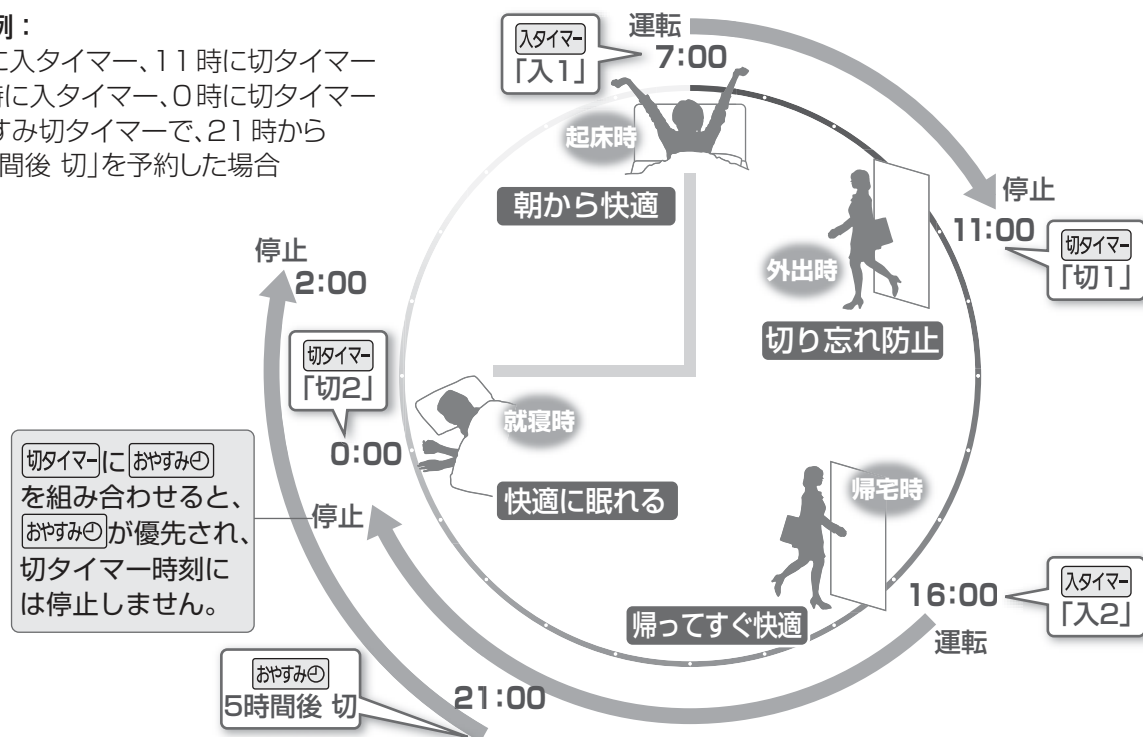 例：
に入タイマー、11時に切タイマー
時に入タイマー、0時に切タイマー
すみ切タイマーで、21時から
間後 切」を予約した場合
入タイマー
「入1」
運転
7:00
起床時
朝から快適
停止
11:00
切タイマー
「切1」
外出時
切り忘れ防止
停止
2:00
切タイマー
「切2」
0:00
就寝時
快適に眠れる
切タイマーにおやすみ
を組み合わせると、
おやすみが優先され、
切タイマー時刻に
は停止しません。
停止
帰宅時
帰ってすぐ快適
16:00
運転
入タイマー
「入2」
おやすみ
5時間後 切
21:00